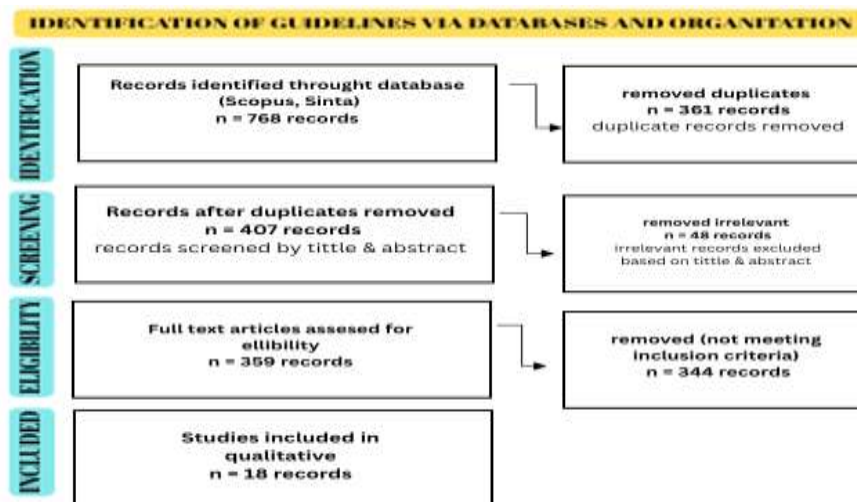 IDENTIFICATION OF GUIDELINES VIA DATABASES AND ORGANITATION
IDENTIFICATION
Records identified throught database
(Scopus, Sinta)
n = 768 records
removed duplicates
n = 361 records
duplicate records removed
SCREENING
Records after duplicates removed
n = 407 records
records screened by tittle & abstract
removed irrelevant
n = 48 records
irrelevant records excluded
based on tittle & abstract
ELIGIBILITY
Full text articles assesed for
ellibility
n = 359 records
removed (not meeting
inclusion criteria)
n = 344 records
INCLUDED
Studies included in
qualitative
n = 18 records